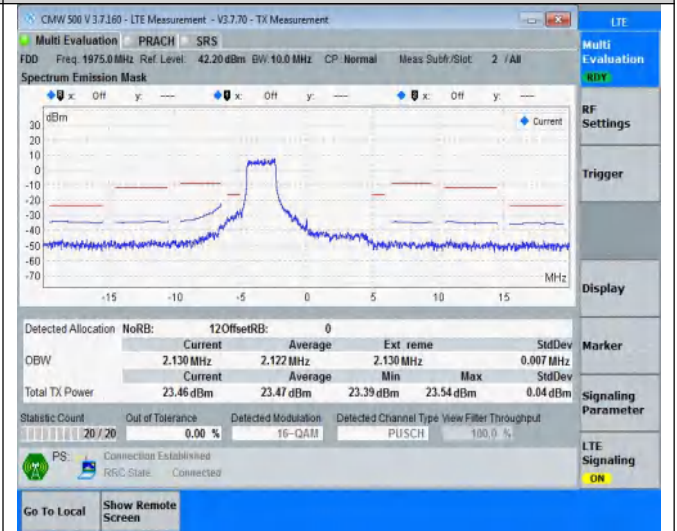 CMW 500 V 3.7.160 - LTE Measurement - V3.7.70 - TX Measurement
LTE
Multi Evaluation PRACH SRS
Multi Evaluation
RDY
FDD Freq: 1975.0 MHz Ref. Level: 42.20 dBm BW: 10.0 MHz CP: Normal Meas Subfr./Slot: 2 /All
Spectrum Emission Mask
x: Off y: --- x: Off y: --- x: Off y: ---
dBm
Current
30
20
10
0
-10
-20
-30
-40
-50
-60
-70
MHz
-15 -10 -5 0 5 10 15
RF Settings
Trigger
Display
Detected Allocation NoRB: 12 OffsetRB: 0
Current Average Extreme StdDev
OBW 2.130 MHz 2.122 MHz 2.130 MHz 0.007 MHz
Current Average Min Max StdDev
Total TX Power 23.46 dBm 23.47 dBm 23.39 dBm 23.54 dBm 0.04 dBm
Marker
Signaling Parameter
Statistic Count Out of Tolerance Detected Modulation Detected Channel Type View Filter Throughput
20 / 20 0.00 % 16-QAM PUSCH 100.0 %
PS: Connection Established
RRC State Connected
LTE Signaling
ON
Go To Local
Show Remote Screen